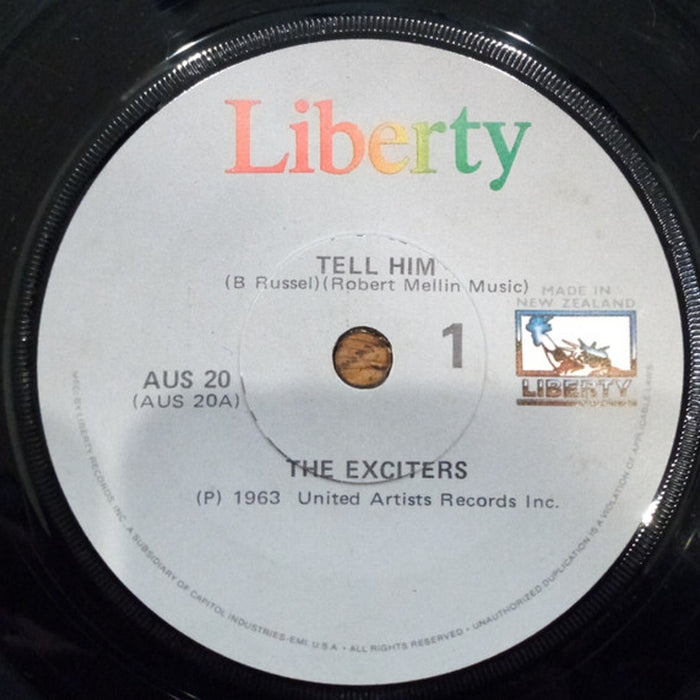 Liberty
TELL HIM
(B Russel)(Robert Mellin Music)
MADE IN
NEW ZEALAND
1
LIBERTY
AUS 20
(AUS 20A)
THE EXCITERS
(P) 1963 United Artists Records Inc.
MFG. BY LIBERTY RECORDS, INC. • A SUBSIDIARY OF CAPITOL INDUSTRIES-EMI, U.S.A. • ALL RIGHTS RESERVED • UNAUTHORIZED DUPLICATION IS A VIOLATION OF APPLICABLE LAWS.